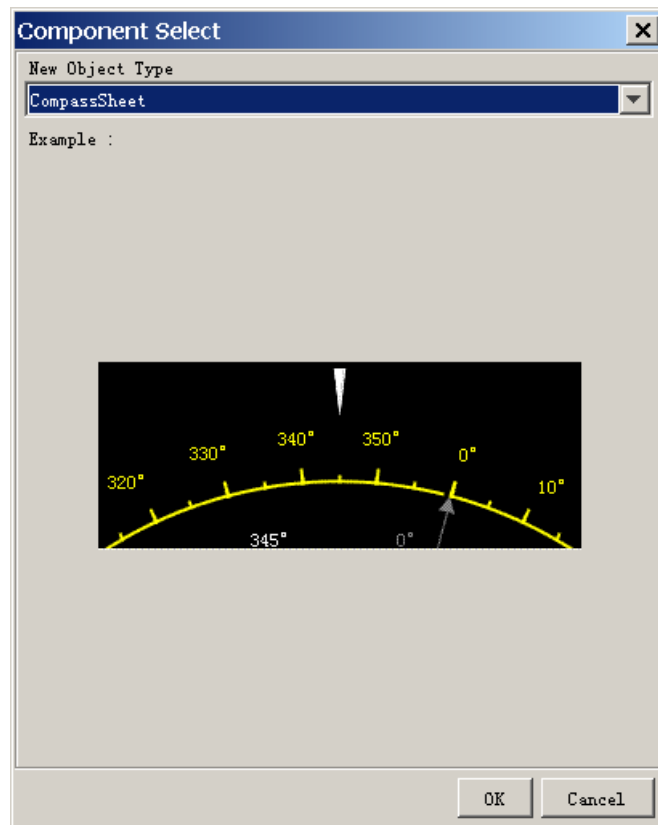 Component Select
New Object Type
CompassSheet
Example :
320° 330° 340° 350° 0° 10°
345° 0°
OK Cancel